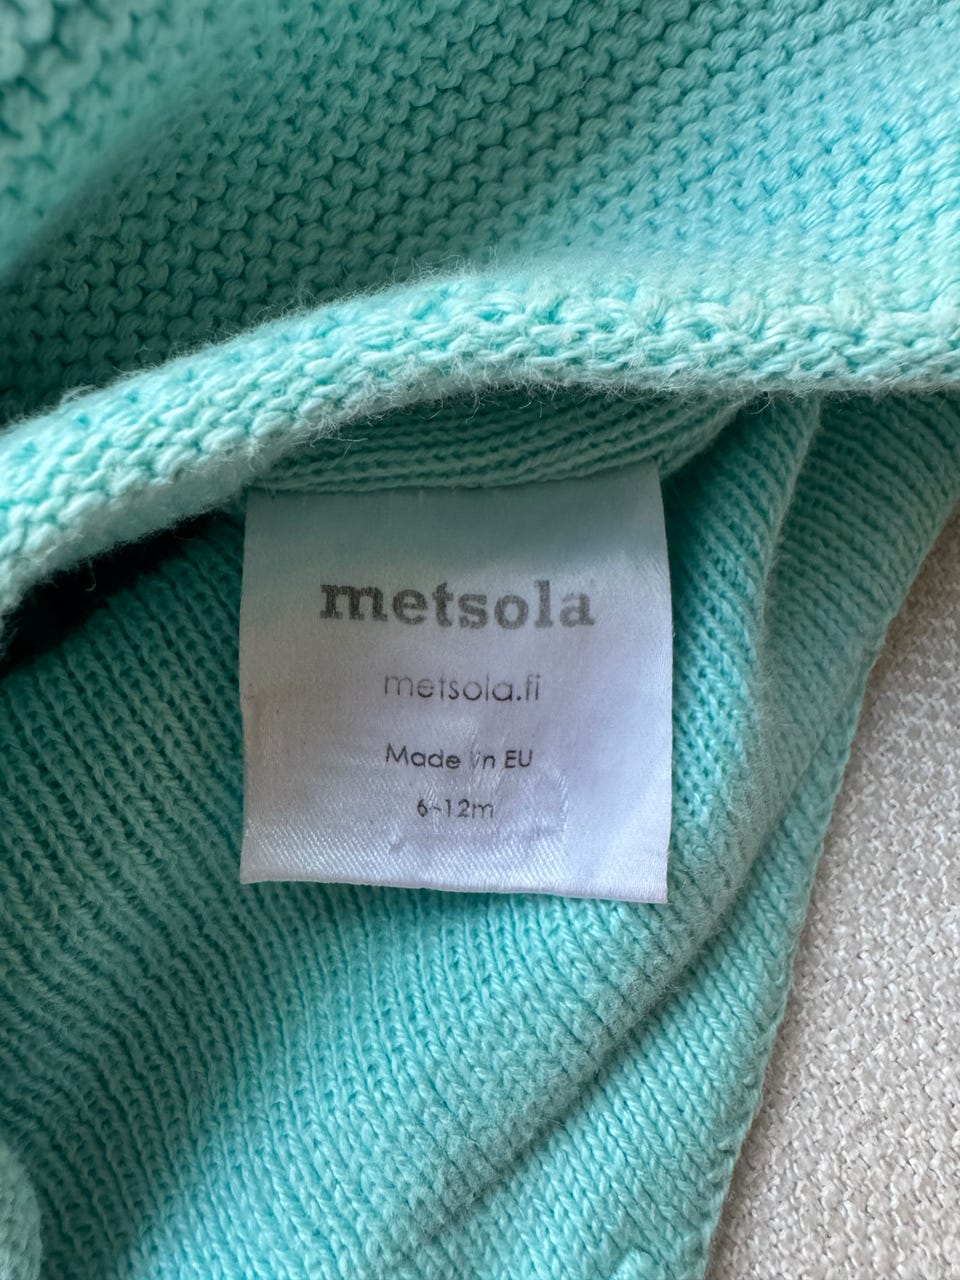 metsola
metsola.fi
Made in EU
6-12m